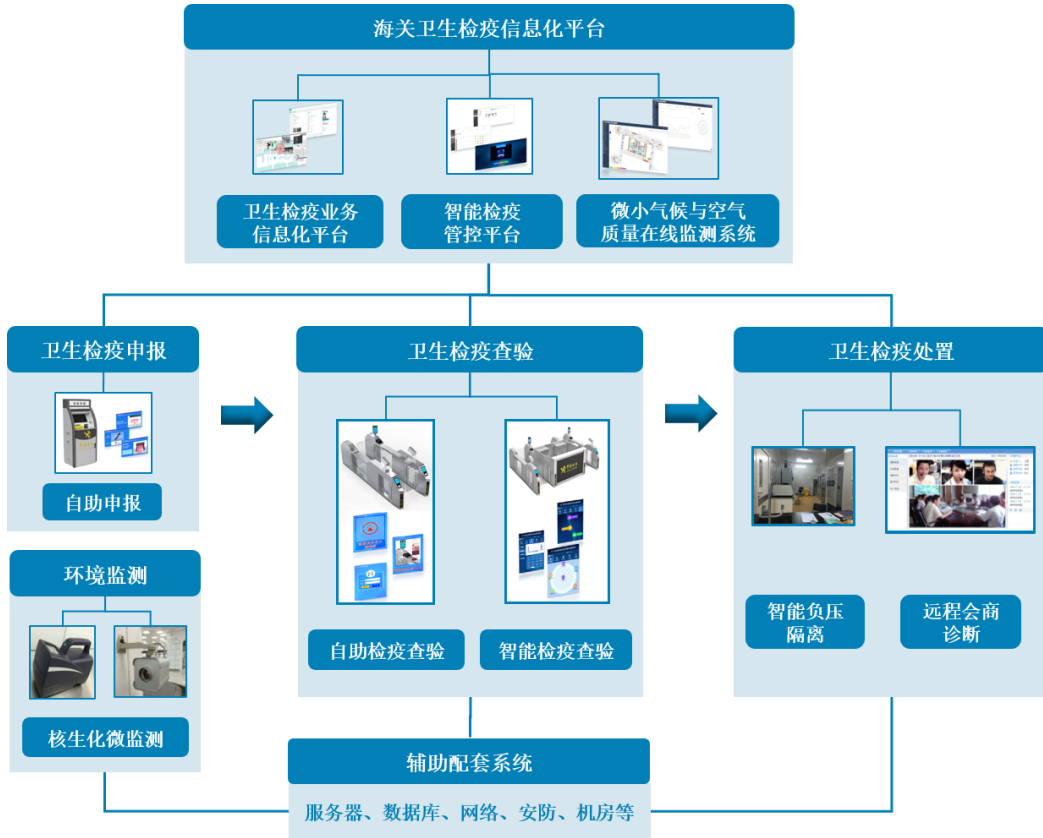 海关卫生检疫信息化平台
卫生检疫业务
信息化平台
智能检疫
管控平台
微小气候与空气
质量在线监测系统
卫生检疫申报
自助申报
卫生检疫查验
自助检疫查验
智能检疫查验
卫生检疫处置
智能负压
隔离
远程会商
诊断
环境监测
核生化微监测
辅助配套系统
服务器、数据库、网络、安防、机房等